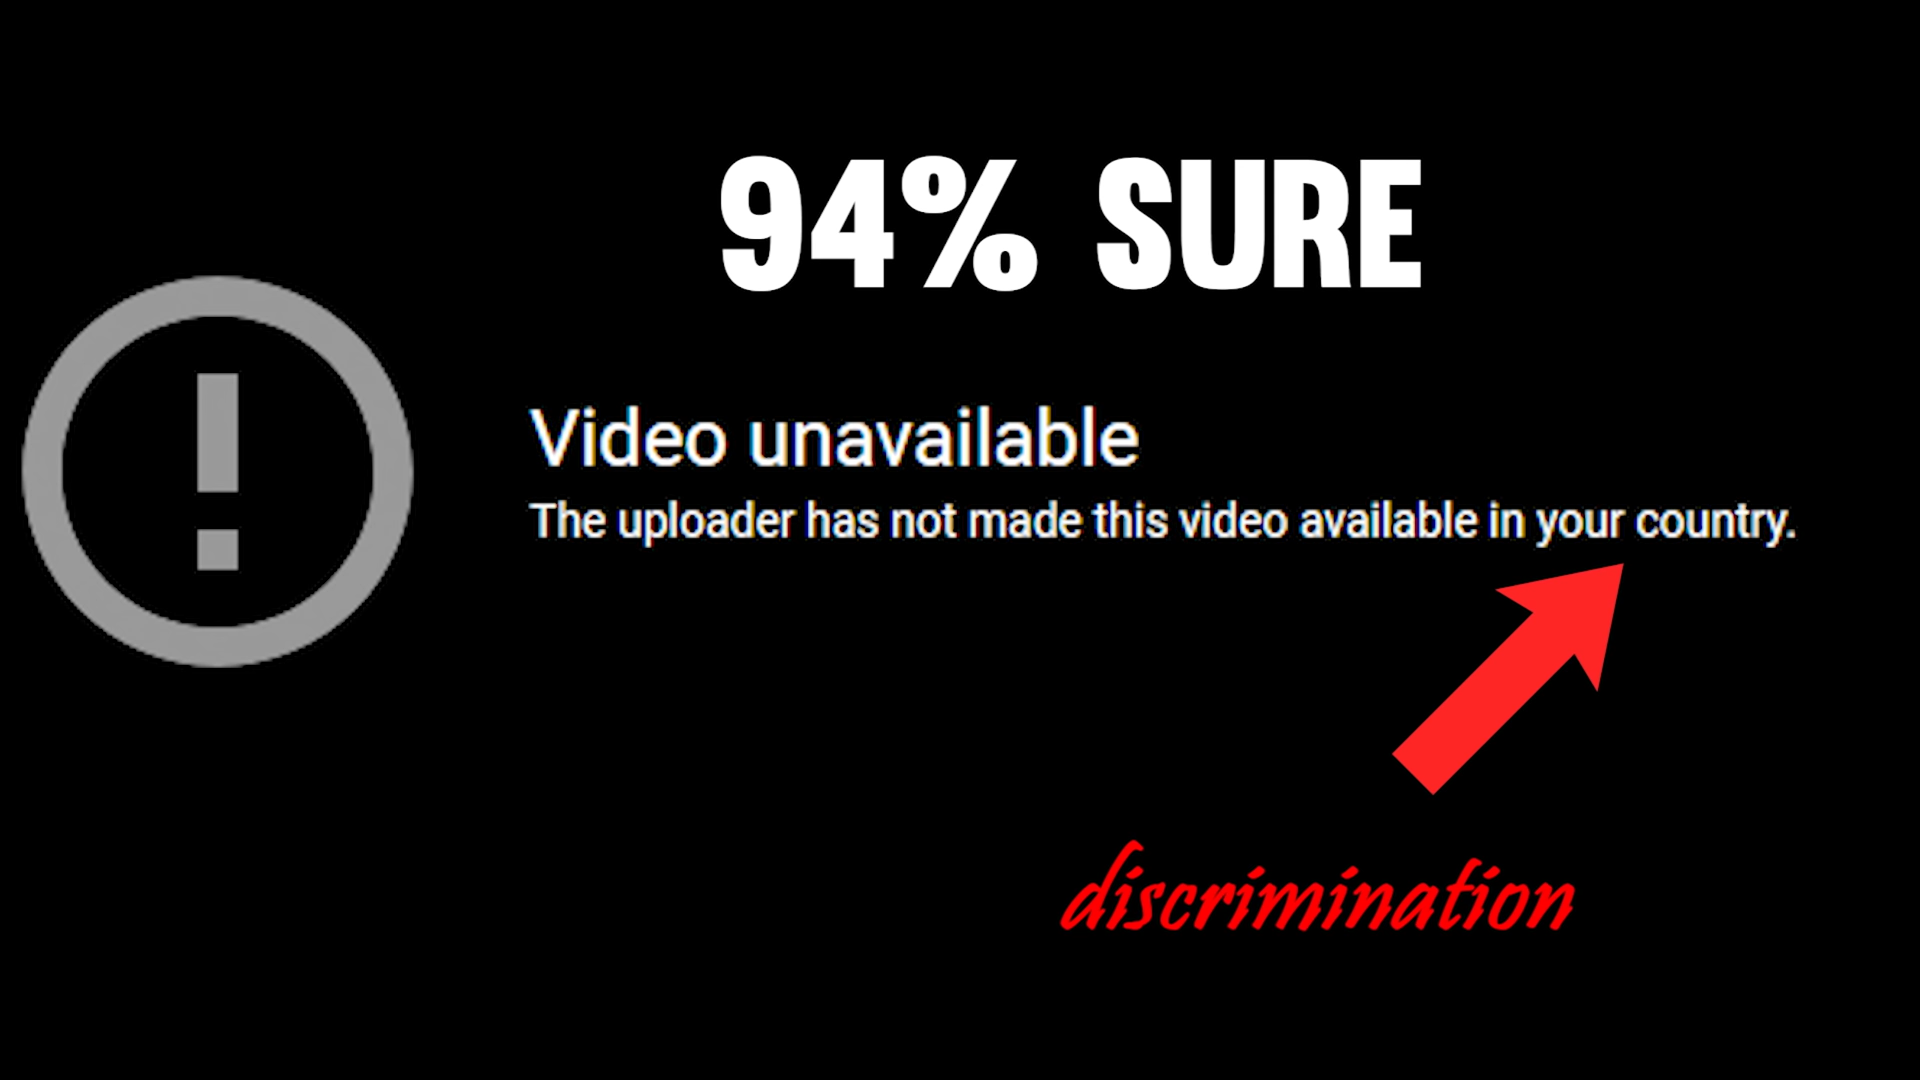 94% SURE
Video unavailable
The uploader has not made this video available in your country.
discrimination